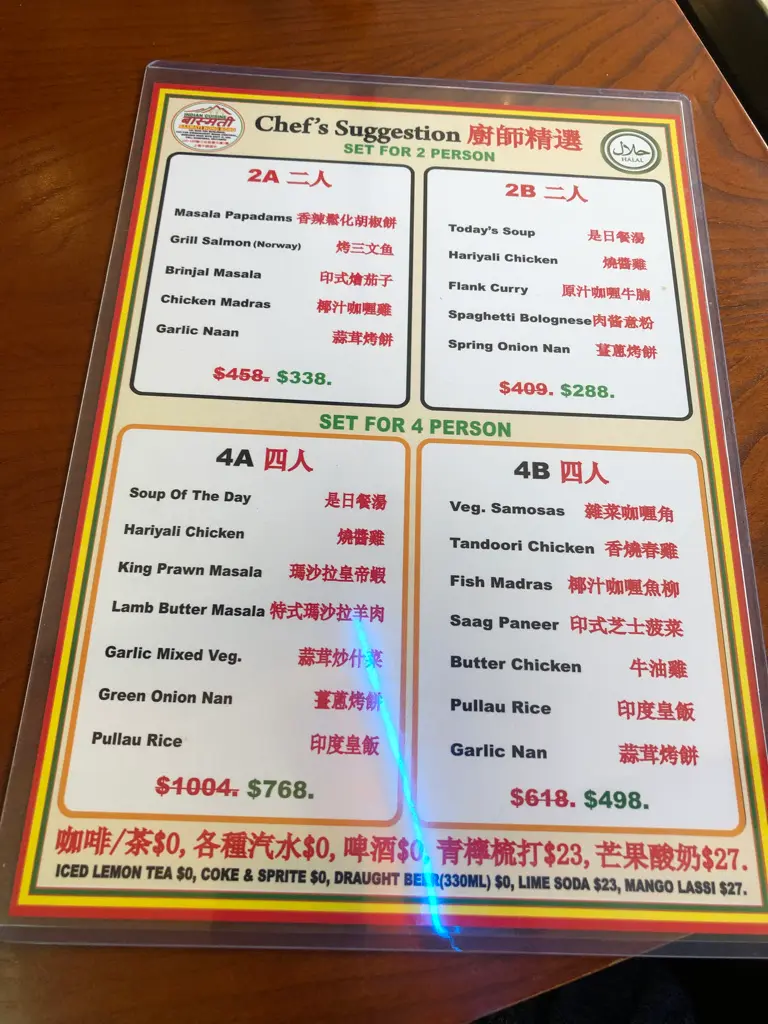 INDIAN CUISINE
बासमती
Chef's Suggestion 廚師精選
SET FOR 2 PERSON
حلال
HALAL
2A 二人
Masala Papadams 香辣鬆化胡椒餅
Grill Salmon (Norway) 烤三文鱼
Brinjal Masala 印式燴茄子
Chicken Madras 椰汁咖喱雞
Garlic Naan 蒜茸烤餅
$458. $338.
2B 二人
Today's Soup 是日餐湯
Hariyali Chicken 燒醬雞
Flank Curry 原汁咖喱牛腩
Spaghetti Bolognese 肉酱意粉
Spring Onion Nan 薑蔥烤餅
$409. $288.
SET FOR 4 PERSON
4A 四人
Soup Of The Day 是日餐湯
Hariyali Chicken 燒醬雞
King Prawn Masala 瑪沙拉皇帝蝦
Lamb Butter Masala 特式瑪沙拉羊肉
Garlic Mixed Veg. 蒜茸炒什菜
Green Onion Nan 薑蔥烤餅
Pullau Rice 印度皇飯
$1004. $768.
4B 四人
Veg. Samosas 雜菜咖喱角
Tandoori Chicken 香燒春雞
Fish Madras 椰汁咖喱魚柳
Saag Paneer 印式芝士菠菜
Butter Chicken 牛油雞
Pullau Rice 印度皇飯
Garlic Nan 蒜茸烤餅
$618. $498.
咖啡/茶$0, 各種汽水$0, 啤酒$0, 青檸梳打$23, 芒果酸奶$27.
ICED LEMON TEA $0, COKE & SPRITE $0, DRAUGHT BEER(330ML) $0, LIME SODA $23, MANGO LASSI $27.